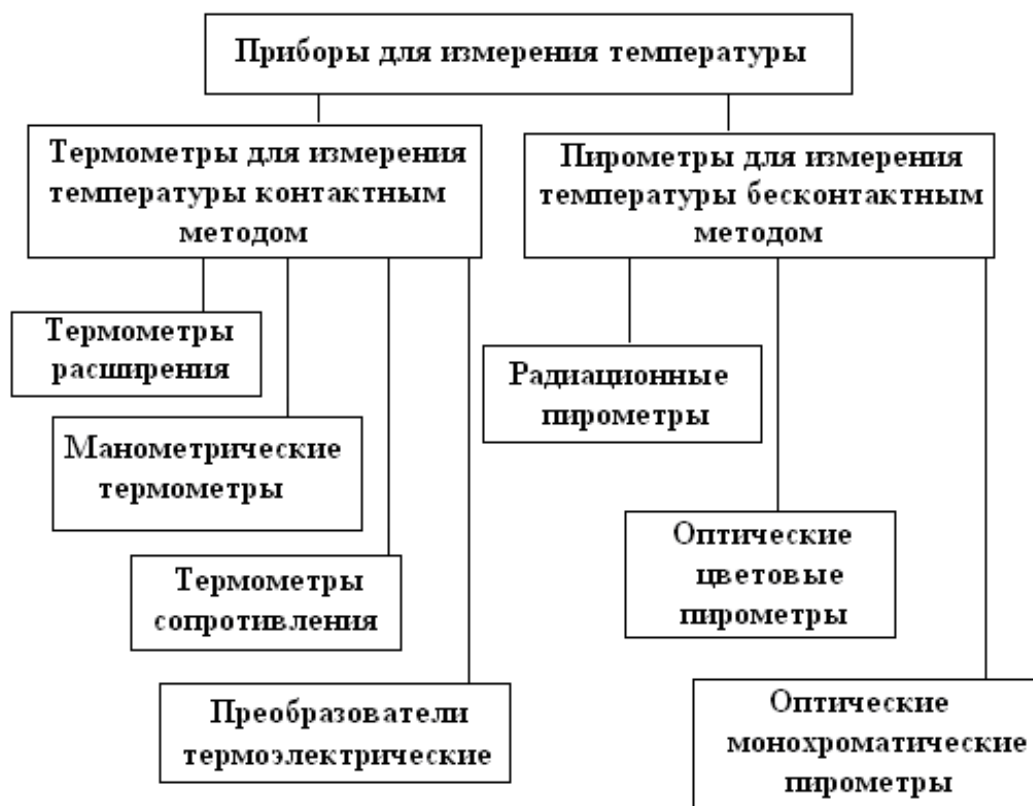 Приборы для измерения температуры
Термометры для измерения
температуры контактным
методом
Пирометры для измерения
температуры бесконтактным
методом
Термометры
расширения
Манометрические
термометры
Термометры
сопротивления
Преобразователи
термоэлектрические
Радиационные
пирометры
Оптические
цветовые
пирометры
Оптические
монохроматические
пирометры